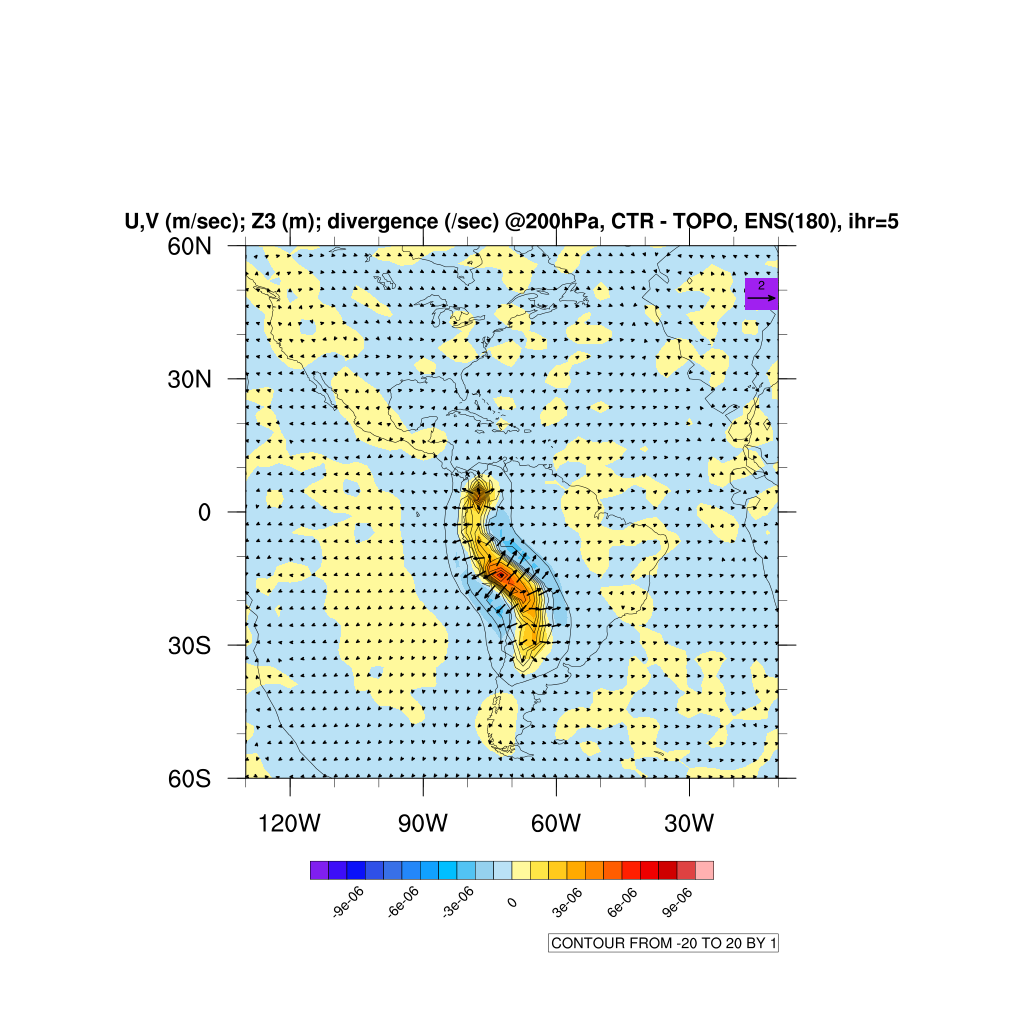 U,V (m/sec); Z3 (m); divergence (/sec) @200hPa, CTR - TOPO, ENS(180), ihr=5
60N
2
30N
0
30S
60S
120W 90W 60W 30W
-9e-06 -6e-06 -3e-06 0 3e-06 6e-06 9e-06
CONTOUR FROM -20 TO 20 BY 1